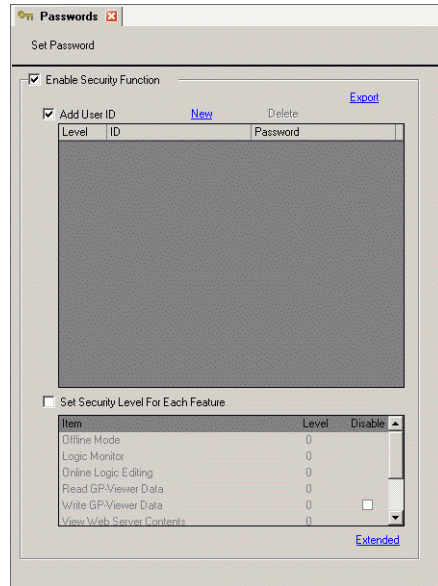 Passwords
Set Password
Enable Security Function
Export
Add User ID New Delete
Level ID Password
Set Security Level For Each Feature
Item Level Disable
Offline Mode 0
Logic Monitor 0
Online Logic Editing 0
Read GP-Viewer Data 0
Write GP-Viewer Data 0
View Web Server Contents 0
Extended